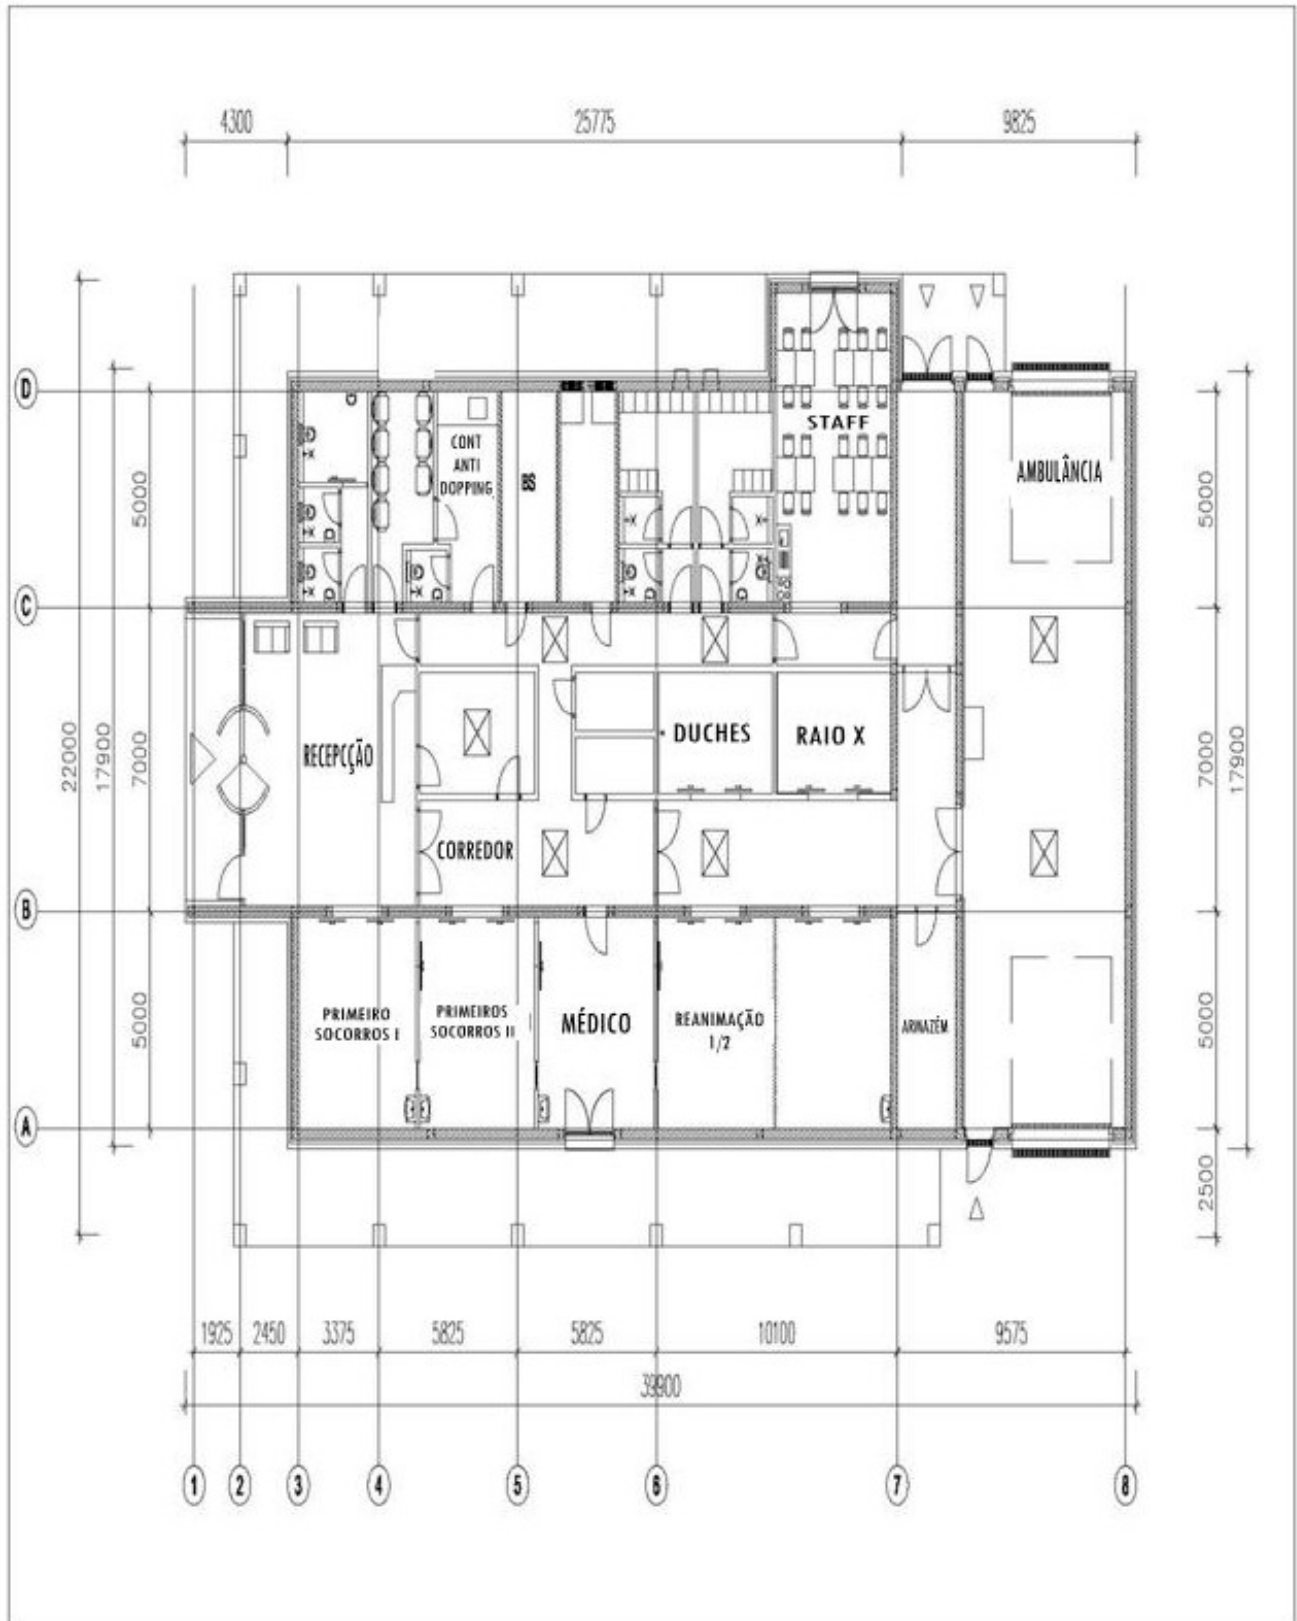 4300 25775 9825
D
STAFF
CONT
ANTI
DOPPING
BS
AMBULÂNCIA
5000 5000
C
22000 17900 7000
RECEPCÇÃO
DUCHES RAIO X
7000 17900
CORREDOR
B
PRIMEIRO
SOCORROS I
PRIMEIROS
SOCORROS II
MÉDICO
REANIMAÇÃO
1/2
ARMAZÉM
5000 5000
A
2500
1925 2450 3375 5825 5825 10100 9575
39900
1 2 3 4 5 6 7 8